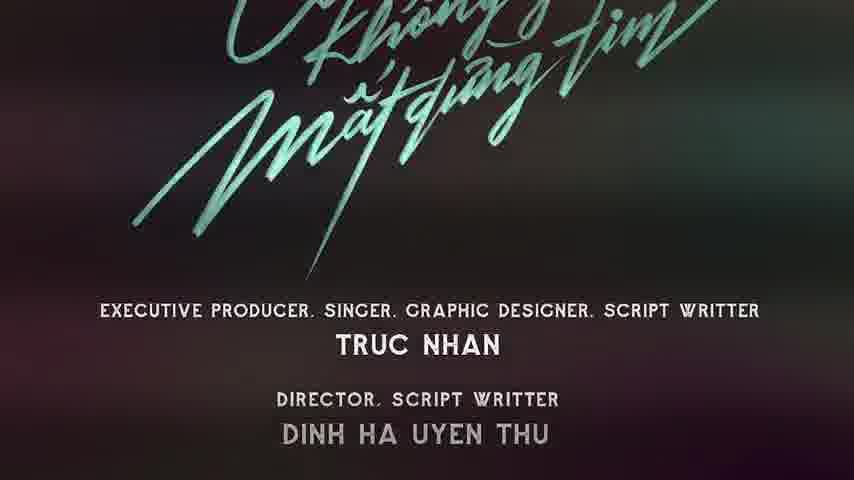 không
mất đừng tìm
EXECUTIVE PRODUCER. SINGER. GRAPHIC DESIGNER. SCRIPT WRITTER
TRUC NHAN
DIRECTOR. SCRIPT WRITTER
DINH HA UYEN THU